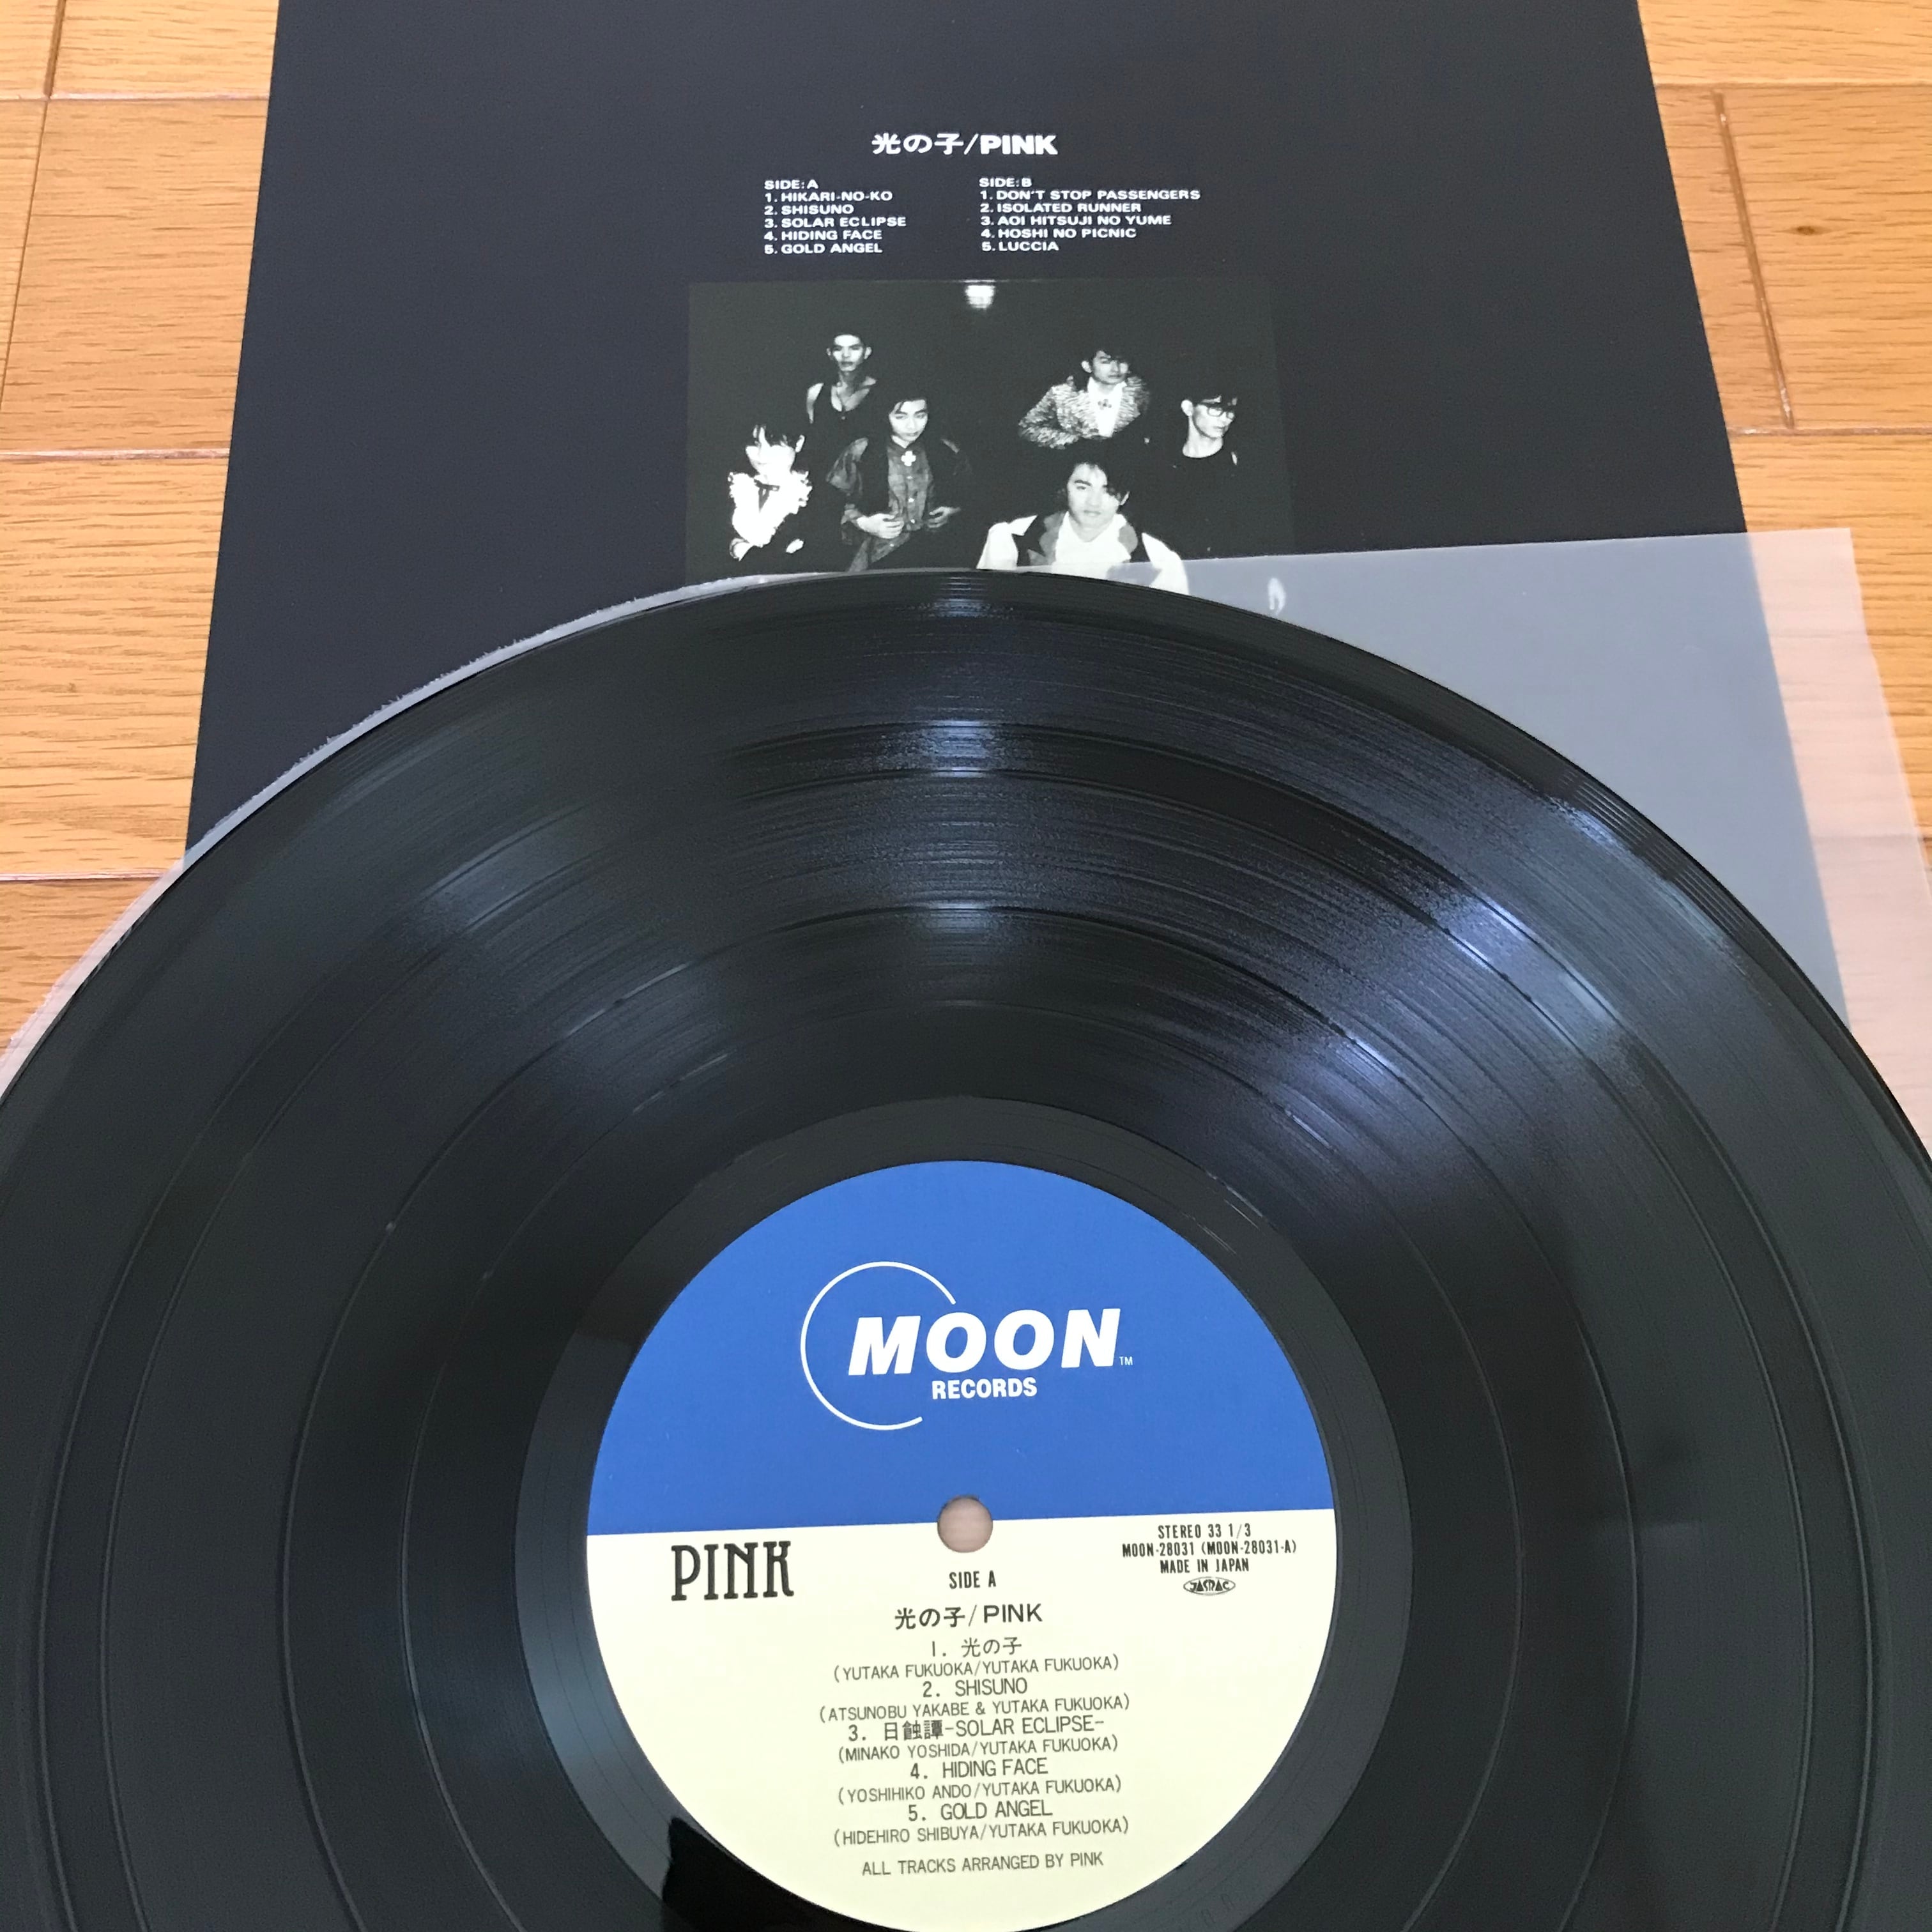 光の子/PINK
SIDE:A
1. HIKARI-NO-KO
2. SHISUNO
3. SOLAR ECLIPSE
4. HIDING FACE
5. GOLD ANGEL
SIDE:B
1. DON'T STOP PASSENGERS
2. ISOLATED RUNNER
3. AOI HITSUJI NO YUME
4. HOSHI NO PICNIC
5. LUCCIA
MOON TM
RECORDS
PINK
STEREO 33 1/3
MOON-28031 (MOON-28031-A)
MADE IN JAPAN
JASRAC
SIDE A
光の子/PINK
1. 光の子
(YUTAKA FUKUOKA/YUTAKA FUKUOKA)
2. SHISUNO
(ATSUNOBU YAKABE & YUTAKA FUKUOKA)
3. 日蝕譚-SOLAR ECLIPSE-
(MINAKO YOSHIDA/YUTAKA FUKUOKA)
4. HIDING FACE
(YOSHIHIKO ANDO/YUTAKA FUKUOKA)
5. GOLD ANGEL
(HIDEHIRO SHIBUYA/YUTAKA FUKUOKA)
ALL TRACKS ARRANGED BY PINK